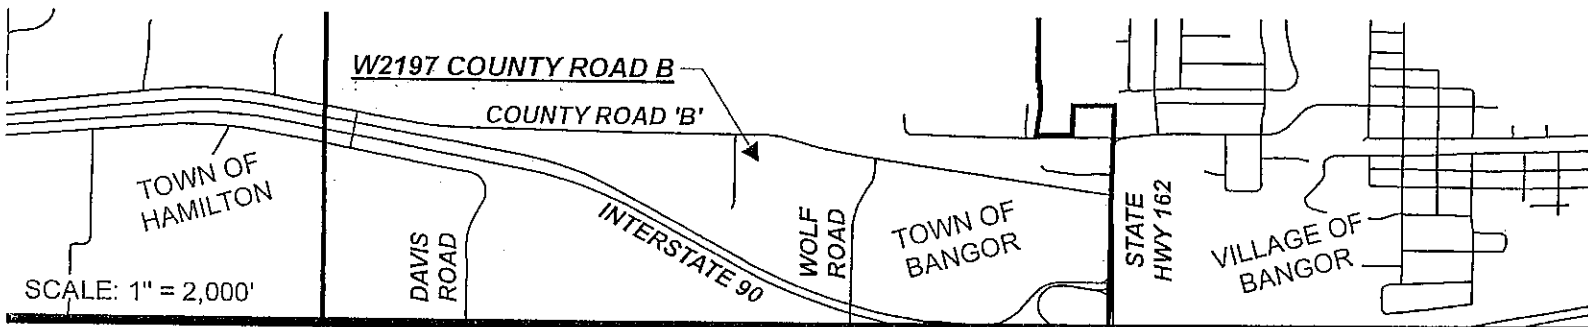 W2197 COUNTY ROAD B
COUNTY ROAD 'B'
TOWN OF
HAMILTON
SCALE: 1" = 2,000'
DAVIS
ROAD
INTERSTATE 90
WOLF
ROAD
TOWN OF
BANGOR
STATE
HWY 162
VILLAGE OF
BANGOR